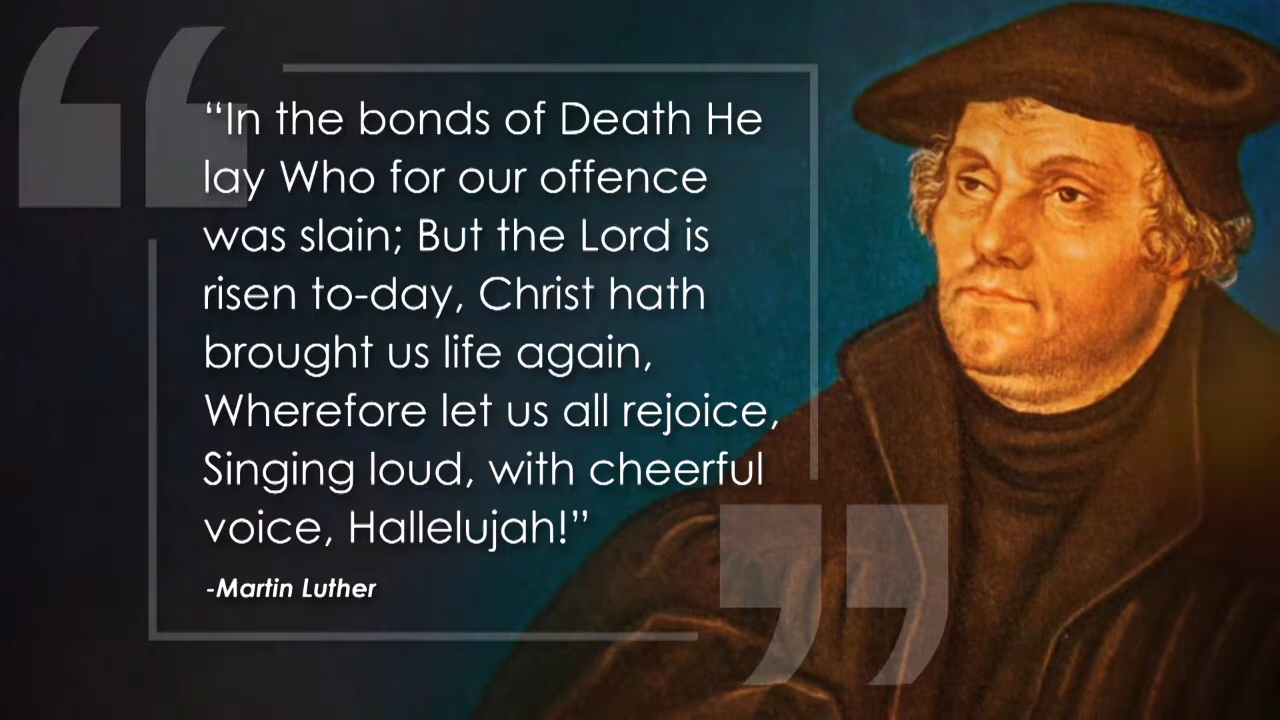 “In the bonds of Death He
lay Who for our offence
was slain; But the Lord is
risen to-day, Christ hath
brought us life again,
Wherefore let us all rejoice,
Singing loud, with cheerful
voice, Hallelujah!”
-Martin Luther